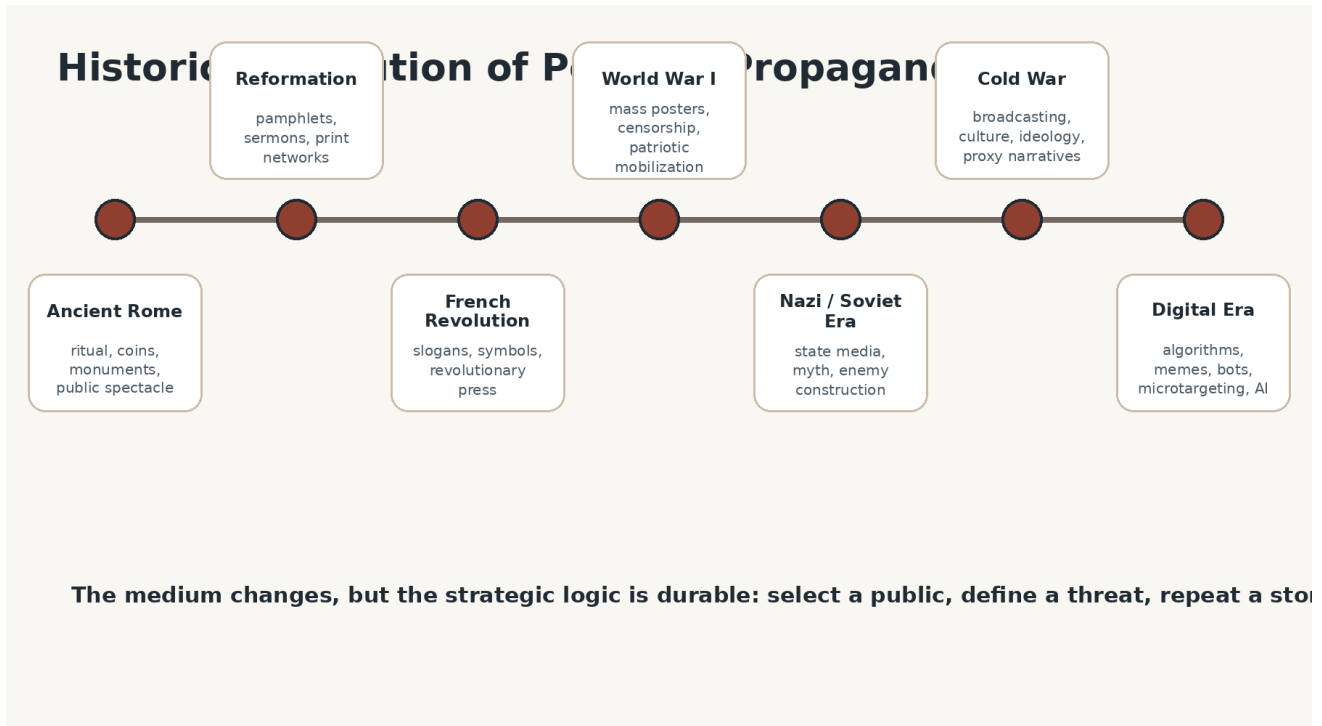 Historic ution of P Propagan
Reformation
pamphlets,
sermons, print
networks
World War I
mass posters,
censorship,
patriotic
mobilization
Cold War
broadcasting,
culture, ideology,
proxy narratives
Ancient Rome
ritual, coins,
monuments,
public spectacle
French
Revolution
slogans, symbols,
revolutionary
press
Nazi / Soviet
Era
state media,
myth, enemy
construction
Digital Era
algorithms,
memes, bots,
microtargeting, AI
The medium changes, but the strategic logic is durable: select a public, define a threat, repeat a